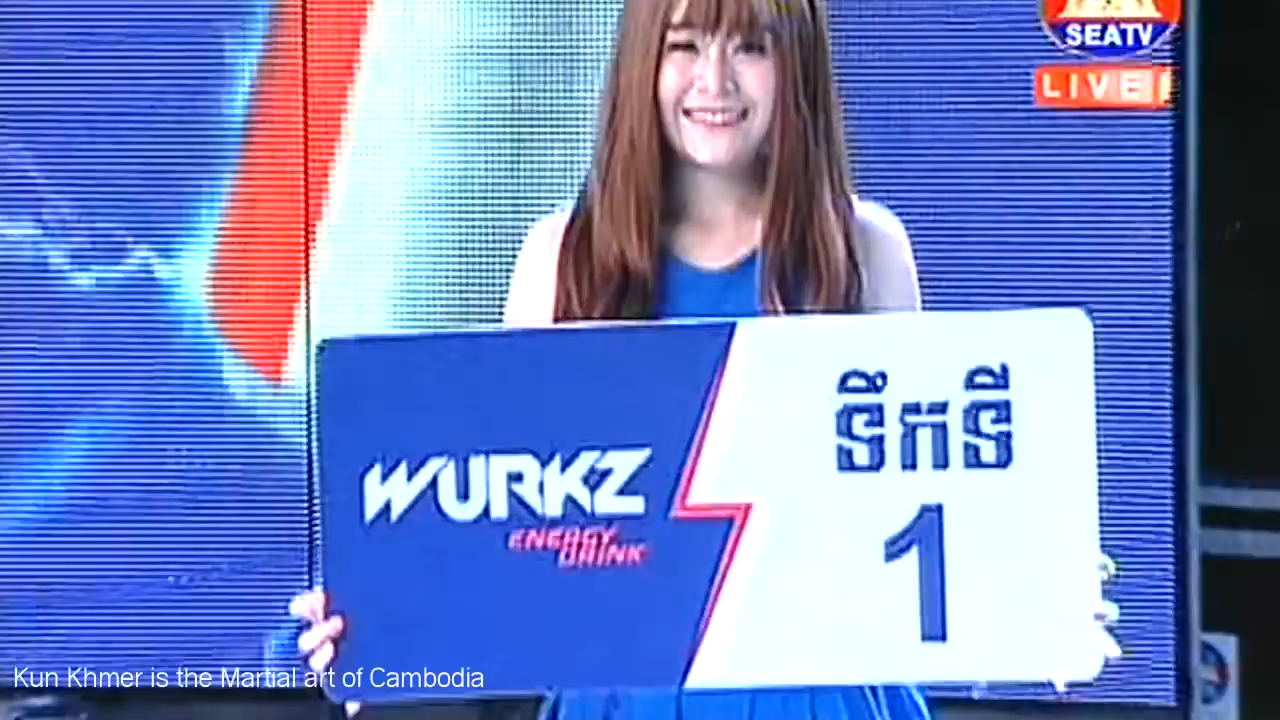 SEATV
LIVE
WURKZ
ENERGY
DRINK
ទឹកទី
1
Kun Khmer is the Martial art of Cambodia